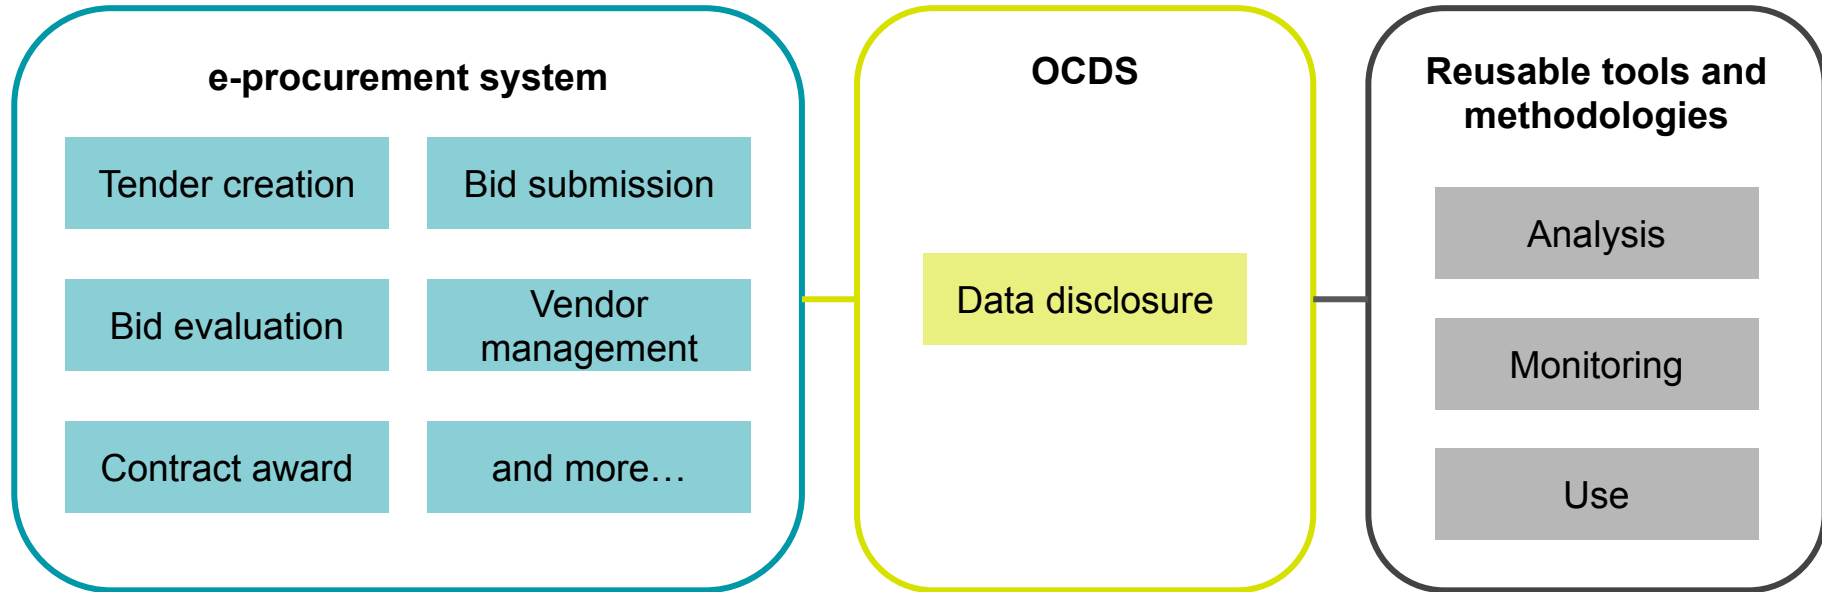 e-procurement system
Tender creation
Bid submission
Bid evaluation
Vendor
management
Contract award
and more…
OCDS
Data disclosure
Reusable tools and
methodologies
Analysis
Monitoring
Use